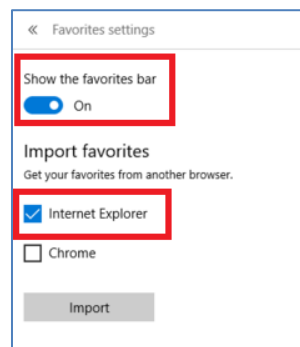 « Favorites settings
Show the favorites bar
On
Import favorites
Get your favorites from another browser.
Internet Explorer
Chrome
Import